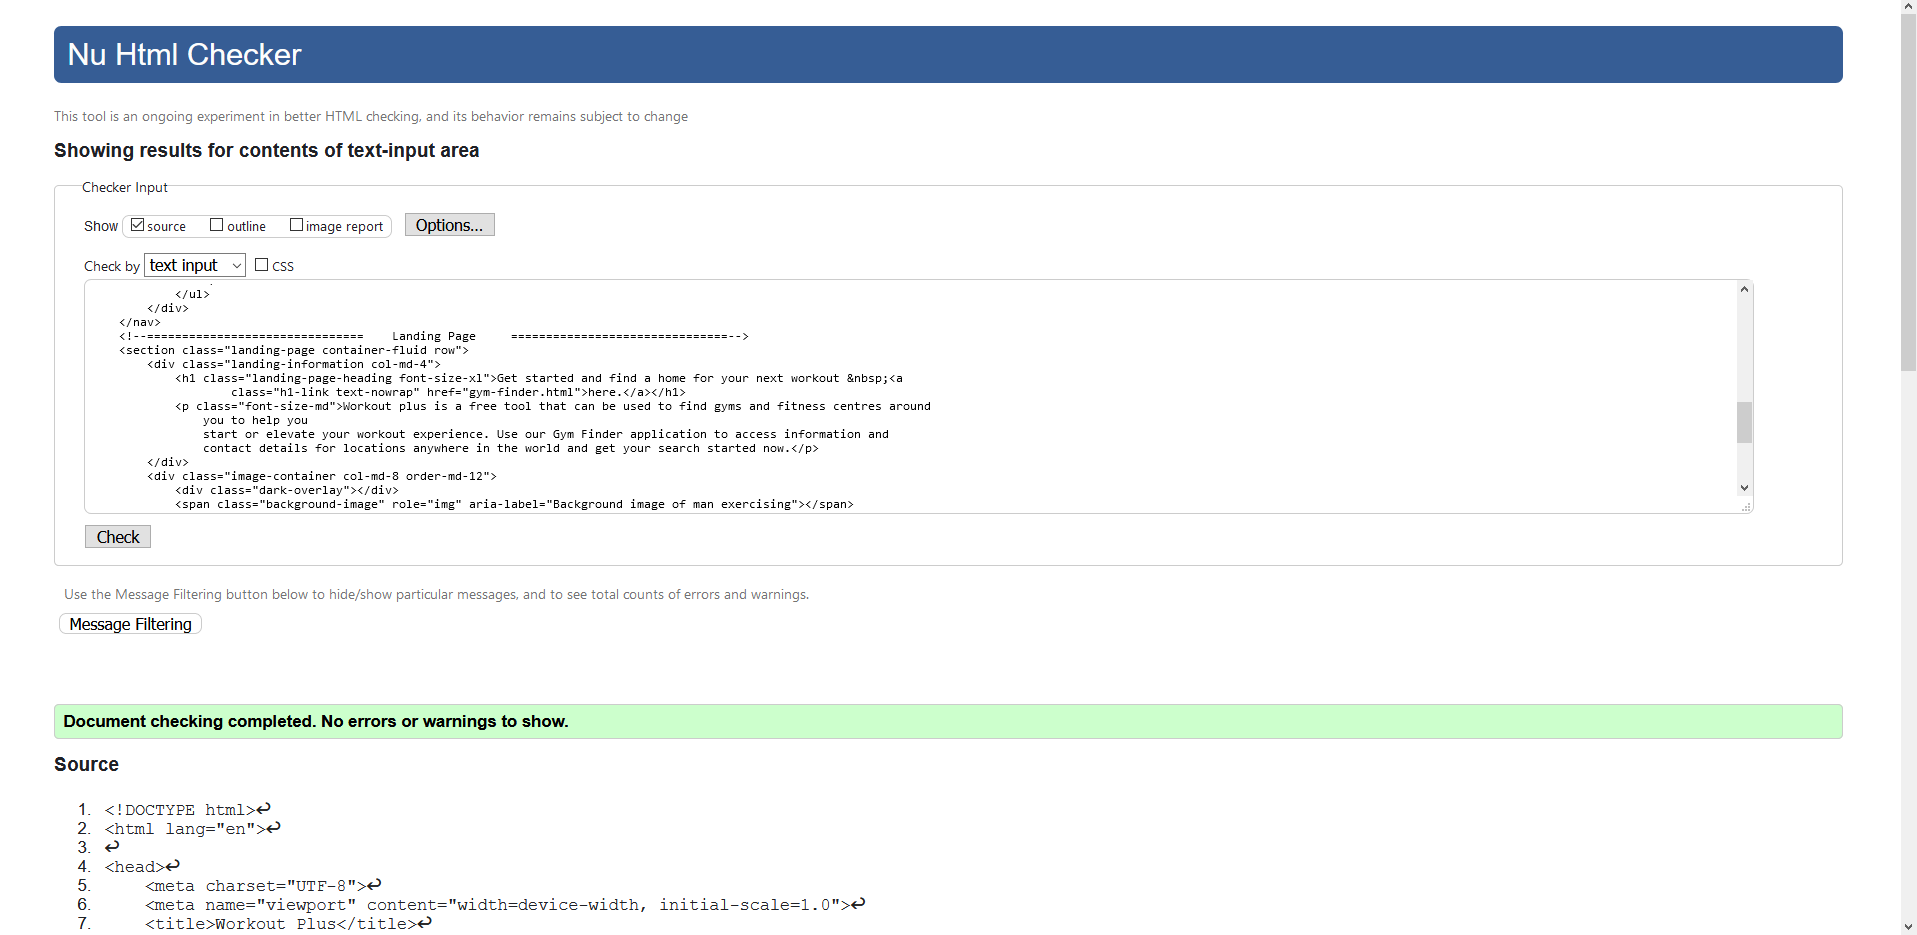 Nu Html Checker
This tool is an ongoing experiment in better HTML checking, and its behavior remains subject to change
Showing results for contents of text-input area
Checker Input
Show source outline image report Options...
Check by text input CSS
</ul>
</div>
</nav>
<!--=============================== Landing Page ===============================-->
<section class="landing-page container-fluid row">
<div class="landing-information col-md-4">
<h1 class="landing-page-heading font-size-xl">Get started and find a home for your next workout &nbsp;<a
class="h1-link text-nowrap" href="gym-finder.html">here.</a></h1>
<p class="font-size-md">Workout plus is a free tool that can be used to find gyms and fitness centres around
you to help you
start or elevate your workout experience. Use our Gym Finder application to access information and
contact details for locations anywhere in the world and get your search started now.</p>
</div>
<div class="image-container col-md-8 order-md-12">
<div class="dark-overlay"></div>
<span class="background-image" role="img" aria-label="Background image of man exercising"></span>
Check
Use the Message Filtering button below to hide/show particular messages, and to see total counts of errors and warnings.
Message Filtering
Document checking completed. No errors or warnings to show.
Source
1. <!DOCTYPE html>↩
2. <html lang="en">↩
3. ↩
4. <head>↩
5. <meta charset="UTF-8">↩
6. <meta name="viewport" content="width=device-width, initial-scale=1.0">↩
7. <title>Workout Plus</title>↩